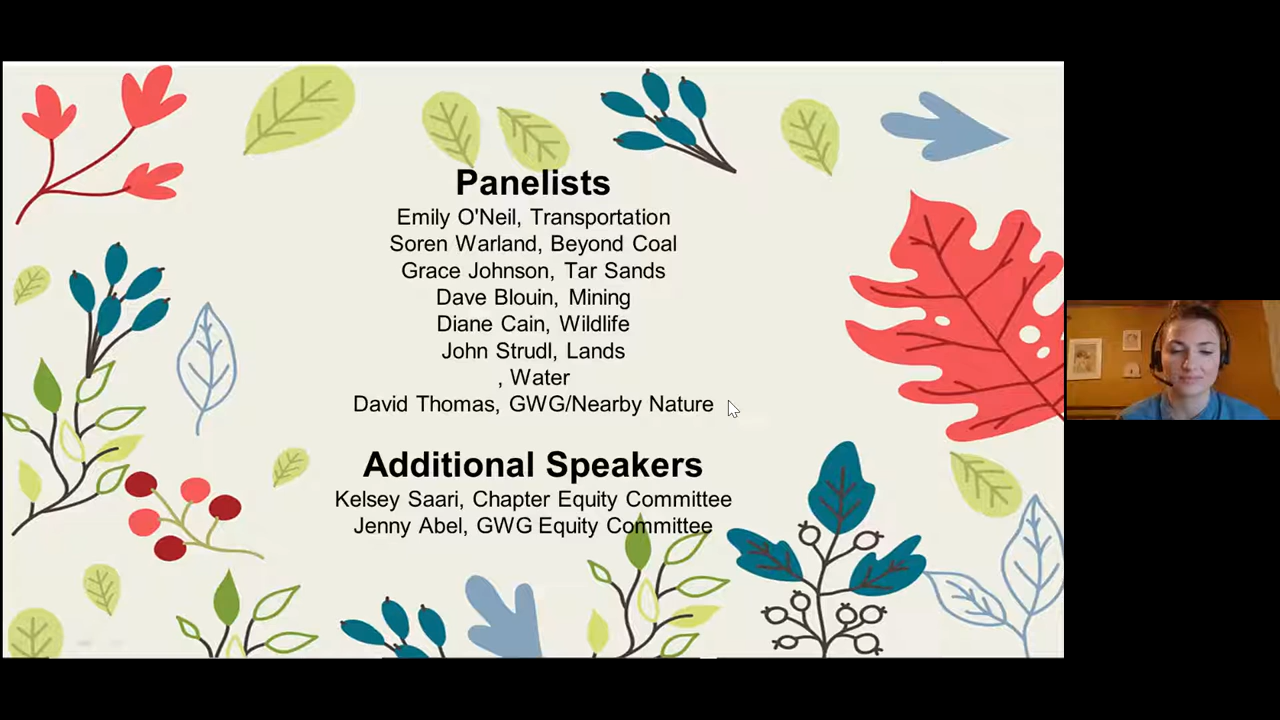 Panelists
Emily O'Neil, Transportation
Soren Warland, Beyond Coal
Grace Johnson, Tar Sands
Dave Blouin, Mining
Diane Cain, Wildlife
John Strudl, Lands
, Water
David Thomas, GWG/Nearby Nature
Additional Speakers
Kelsey Saari, Chapter Equity Committee
Jenny Abel, GWG Equity Committee